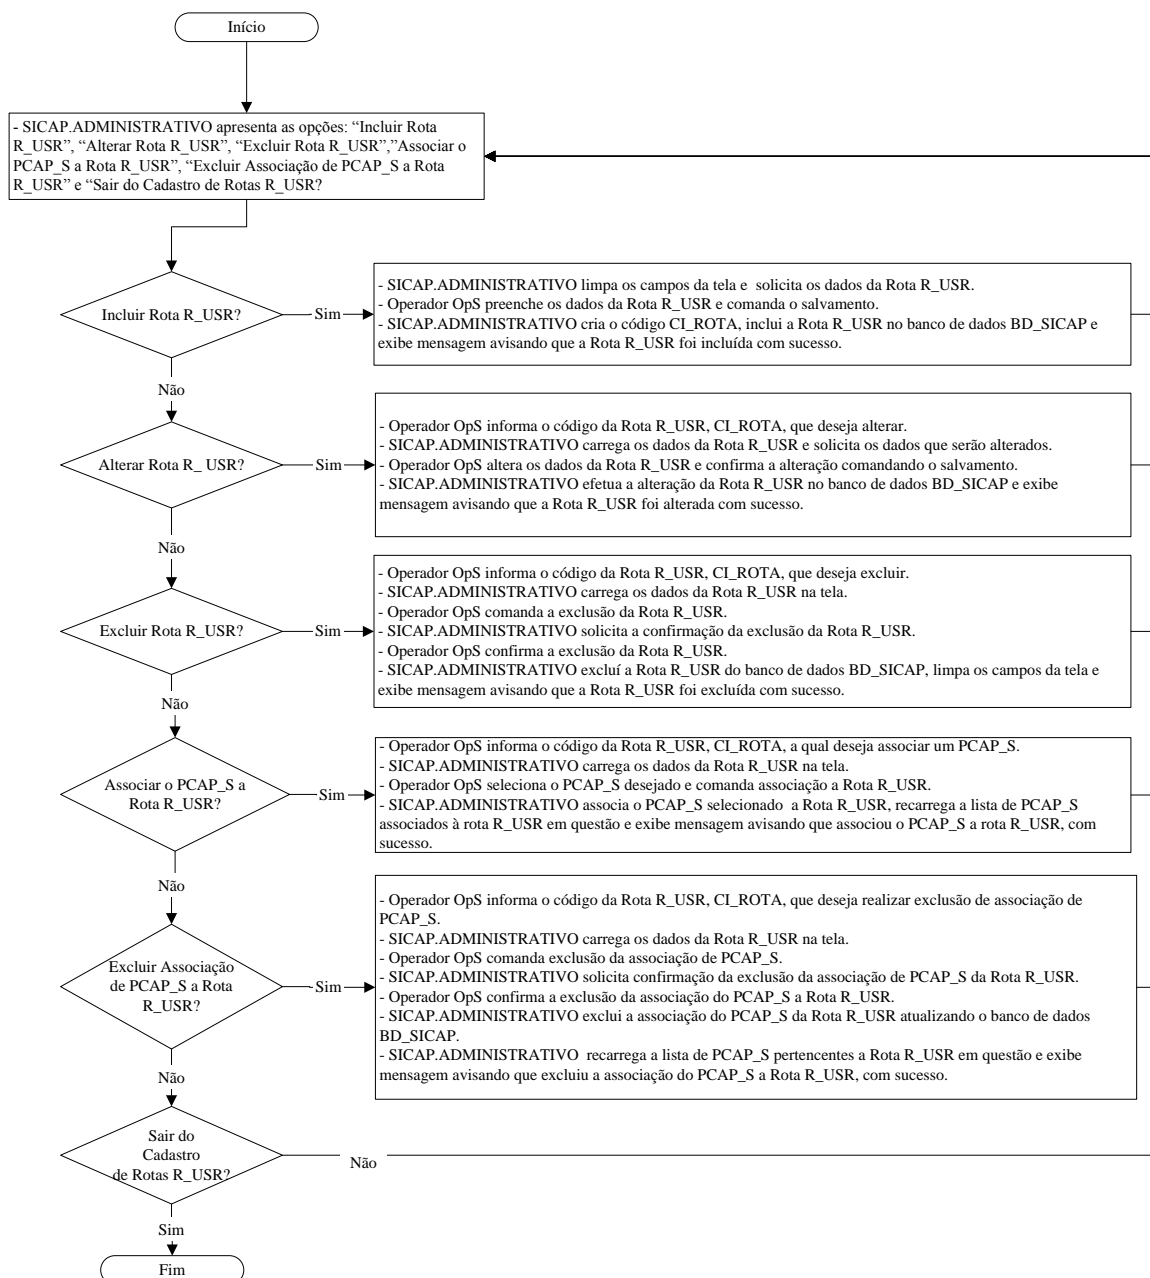 Início
- SICAP.ADMINISTRATIVO apresenta as opções: “Incluir Rota
R_USR”, “Alterar Rota R_USR”, “Excluir Rota R_USR”,”Associar o
PCAP_S a Rota R_USR”, “Excluir Associação de PCAP_S a Rota
R_USR” e “Sair do Cadastro de Rotas R_USR?
Incluir Rota R_USR?
Sim
- SICAP.ADMINISTRATIVO limpa os campos da tela e  solicita os dados da Rota R_USR.
- Operador OpS preenche os dados da Rota R_USR e comanda o salvamento.
- SICAP.ADMINISTRATIVO cria o código CI_ROTA, inclui a Rota R_USR no banco de dados BD_SICAP e
exibe mensagem avisando que a Rota R_USR foi incluída com sucesso.
Não
Alterar Rota R_ USR?
Sim
- Operador OpS informa o código da Rota R_USR, CI_ROTA, que deseja alterar.
- SICAP.ADMINISTRATIVO carrega os dados da Rota R_USR e solicita os dados que serão alterados.
- Operador OpS altera os dados da Rota R_USR e confirma a alteração comandando o salvamento.
- SICAP.ADMINISTRATIVO efetua a alteração da Rota R_USR no banco de dados BD_SICAP e exibe
mensagem avisando que a Rota R_USR foi alterada com sucesso.
Não
Excluir Rota R_USR?
Sim
- Operador OpS informa o código da Rota R_USR, CI_ROTA, que deseja excluir.
- SICAP.ADMINISTRATIVO carrega os dados da Rota R_USR na tela.
- Operador OpS comanda a exclusão da Rota R_USR.
- SICAP.ADMINISTRATIVO solicita a confirmação da exclusão da Rota R_USR.
- Operador OpS confirma a exclusão da Rota R_USR.
- SICAP.ADMINISTRATIVO excluí a Rota R_USR do banco de dados BD_SICAP, limpa os campos da tela e
exibe mensagem avisando que a Rota R_USR foi excluída com sucesso.
Não
Associar o PCAP_S a
Rota R_USR?
Sim
- Operador OpS informa o código da Rota R_USR, CI_ROTA, a qual deseja associar um PCAP_S.
- SICAP.ADMINISTRATIVO carrega os dados da Rota R_USR na tela.
- Operador OpS seleciona o PCAP_S desejado e comanda associação a Rota R_USR.
- SICAP.ADMINISTRATIVO associa o PCAP_S selecionado  a Rota R_USR, recarrega a lista de PCAP_S
associados à rota R_USR em questão e exibe mensagem avisando que associou o PCAP_S a rota R_USR, com
sucesso.
Não
Excluir Associação
de PCAP_S a Rota
R_USR?
Sim
- Operador OpS informa o código da Rota R_USR, CI_ROTA, que deseja realizar exclusão de associação de
PCAP_S.
- SICAP.ADMINISTRATIVO carrega os dados da Rota R_USR na tela.
- Operador OpS comanda exclusão da associação de PCAP_S.
- SICAP.ADMINISTRATIVO solicita confirmação da exclusão da associação de PCAP_S da Rota R_USR.
- Operador OpS confirma a exclusão da associação do PCAP_S a Rota R_USR.
- SICAP.ADMINISTRATIVO exclui a associação do PCAP_S da Rota R_USR atualizando o banco de dados
BD_SICAP.
- SICAP.ADMINISTRATIVO  recarrega a lista de PCAP_S pertencentes a Rota R_USR em questão e exibe
mensagem avisando que excluiu a associação do PCAP_S a Rota R_USR, com sucesso.
Não
Sair do
Cadastro
de Rotas R_USR?
Não
Sim
Fim